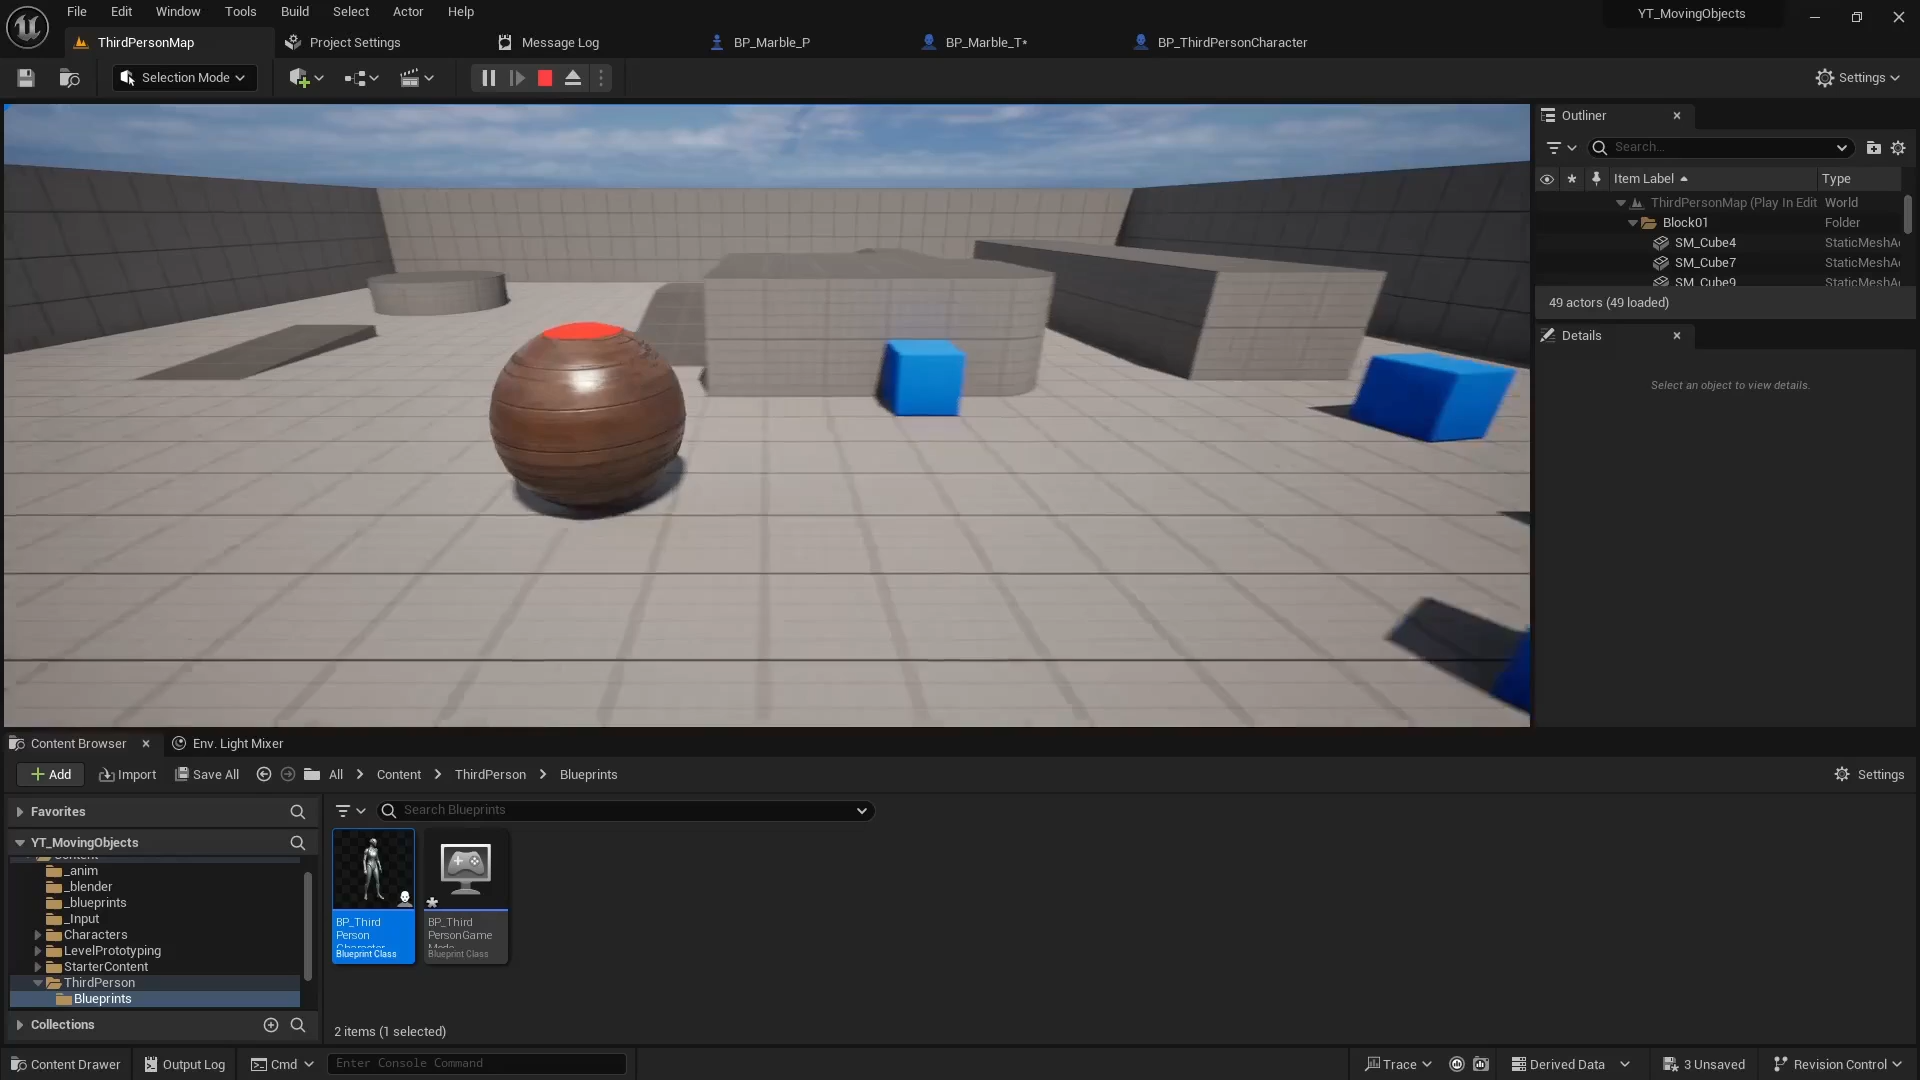 File Edit Window Tools Build Select Actor Help
YT_MovingObjects
ThirdPersonMap Project Settings Message Log BP_Marble_P BP_Marble_T* BP_ThirdPersonCharacter
Selection Mode
Settings
Outliner
Search...
Item Label Type
ThirdPersonMap (Play In Edit World
Block01 Folder
SM_Cube4 StaticMeshA
SM_Cube7 StaticMeshA
SM_Cube9 StaticMeshA
49 actors (49 loaded)
Details
Select an object to view details.
Content Browser Env. Light Mixer
Add Import Save All All Content ThirdPerson Blueprints
Settings
Favorites
Search Blueprints
YT_MovingObjects
Content
_anim
_blender
_blueprints
_Input
Characters
LevelPrototyping
StarterContent
ThirdPerson
Blueprints
Collections
BP_Third
Person
Character
Blueprint Class
BP_Third
PersonGame
Mode
Blueprint Class
2 items (1 selected)
Content Drawer Output Log Cmd Enter Console Command
Trace Derived Data 3 Unsaved Revision Control